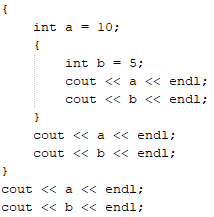 {
    int a = 10;
    {
        int b = 5;
        cout << a << endl;
        cout << b << endl;
    }
    cout << a << endl;
    cout << b << endl;
}
cout << a << endl;
cout << b << endl;